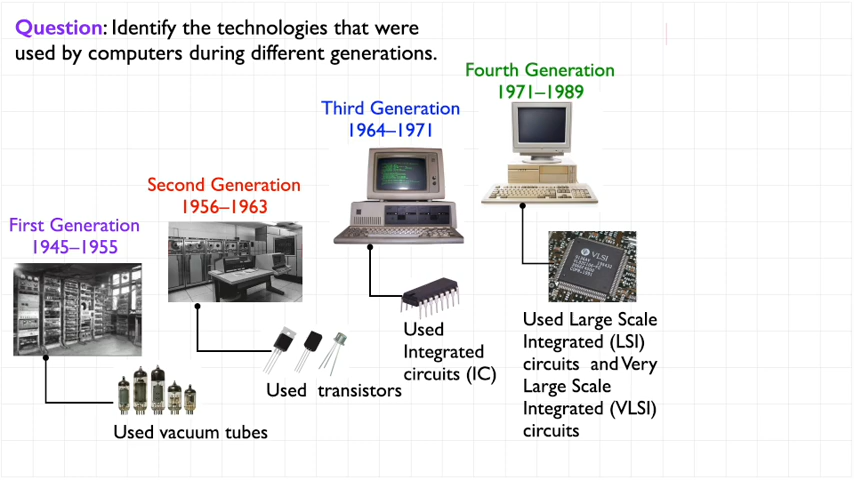 Question: Identify the technologies that were
used by computers during different generations.
Fourth Generation
1971–1989
Third Generation
1964–1971
Second Generation
1956–1963
First Generation
1945–1955
VLSI
Used Large Scale
Integrated (LSI)
circuits and Very
Large Scale
Integrated (VLSI)
circuits
Used
Integrated
circuits (IC)
Used transistors
Used vacuum tubes